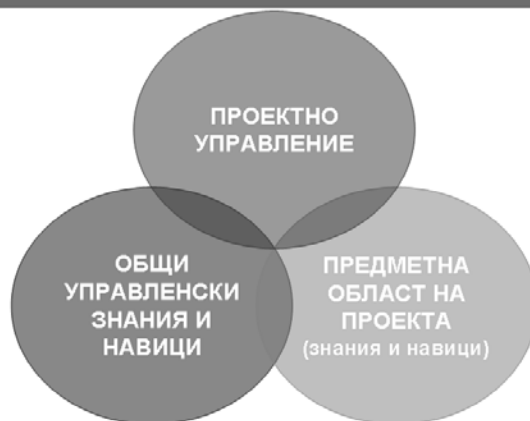 ПРОЕКТНО
УПРАВЛЕНИЕ
ОБЩИ
УПРАВЛЕНСКИ
ЗНАНИЯ И
НАВИЦИ
ПРЕДМЕТНА
ОБЛАСТ НА
ПРОЕКТА
(знания и навици)